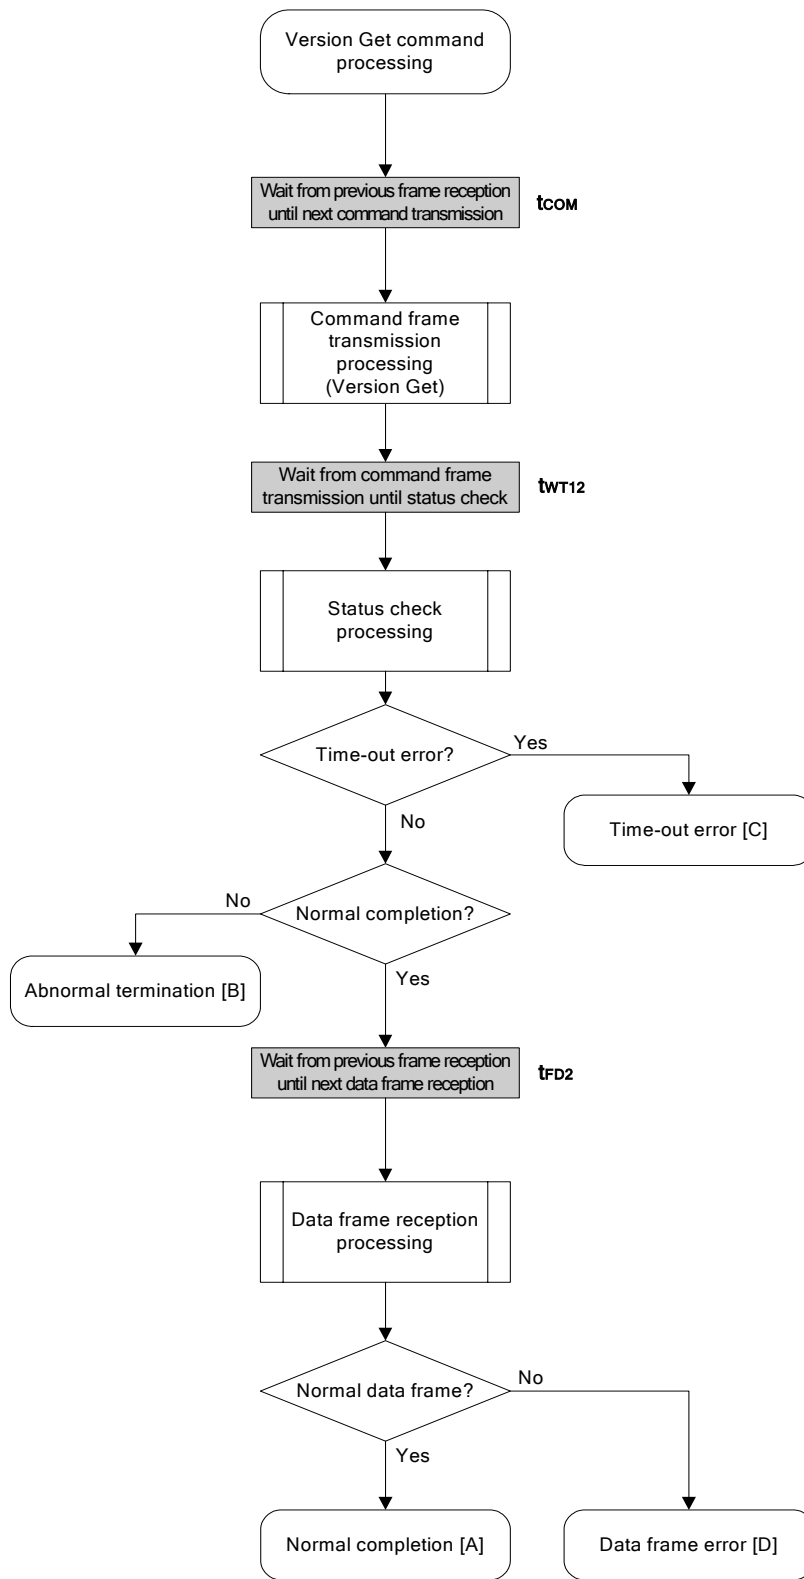 Version Get command
processing
Wait from previous frame reception
until next command transmission
tCOM
Command frame
transmission
processing
(Version Get)
Wait from command frame
transmission until status check
tWT12
Status check
processing
Time-out error?
Yes
Time-out error [C]
No
Normal completion?
No
Abnormal termination [B]
Yes
Wait from previous frame reception
until next data frame reception
tFD2
Data frame reception
processing
Normal data frame?
No
Yes
Normal completion [A]
Data frame error [D]